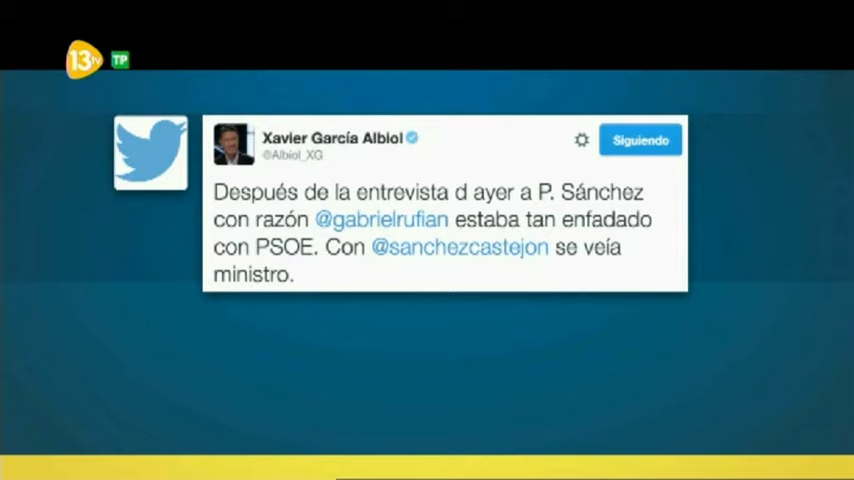 13tv
TP
Xavier García Albiol
@Albiol_XG
Siguiendo
Después de la entrevista d ayer a P. Sánchez
con razón @gabrielrufian estaba tan enfadado
con PSOE. Con @sanchezcastejon se veía
ministro.